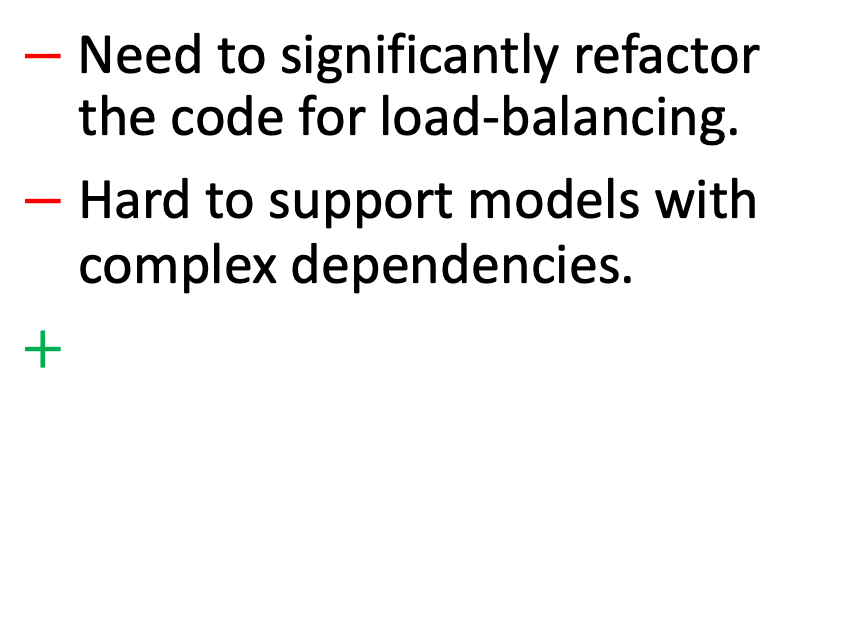 – Need to significantly refactor
the code for load-balancing.
– Hard to support models with
complex dependencies.
+